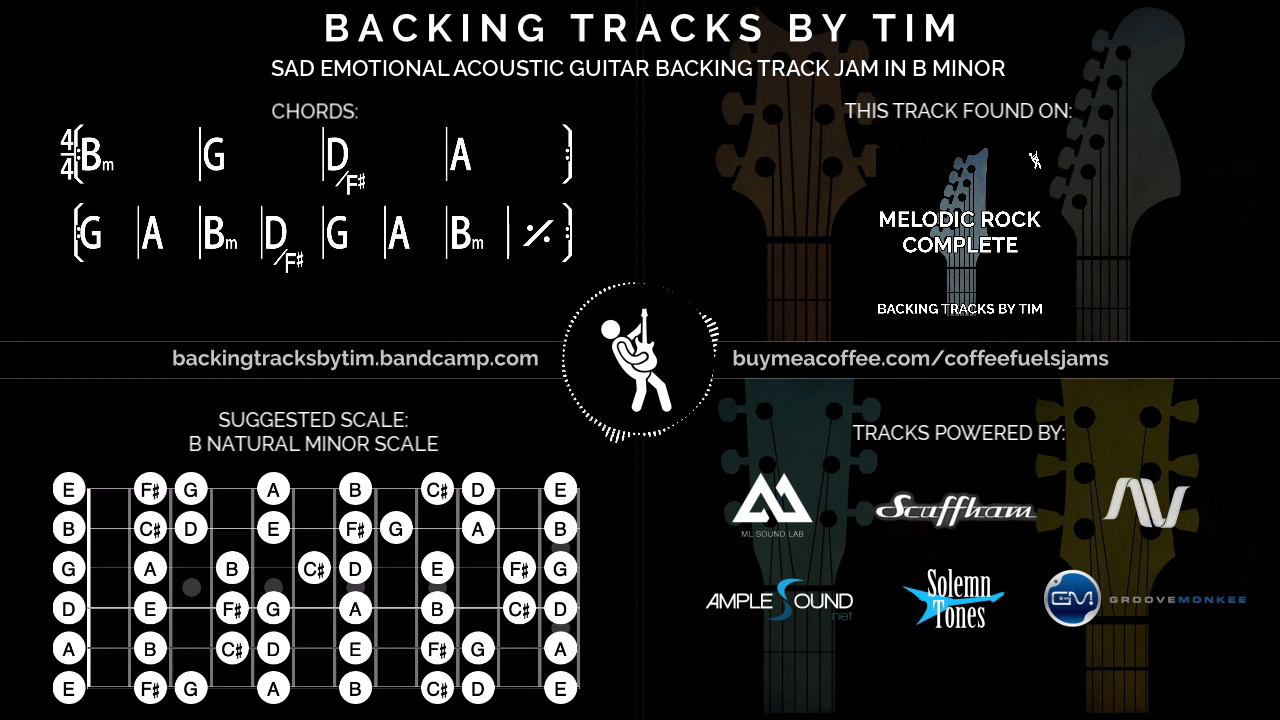 BACKING TRACKS BY TIM
SAD EMOTIONAL ACOUSTIC GUITAR BACKING TRACK JAM IN B MINOR
CHORDS:
4/4 Bm G D/F♯ A
G A Bm D/F♯ G A Bm %
THIS TRACK FOUND ON:
MELODIC ROCK
COMPLETE
BACKING TRACKS BY TIM
backingtracksbytim.bandcamp.com
buymeacoffee.com/coffeefuelsjams
SUGGESTED SCALE:
B NATURAL MINOR SCALE
E F♯ G A B C♯ D E
B C♯ D E F♯ G A B
G A B C♯ D E F♯ G
D E F♯ G A B C♯ D
A B C♯ D E F♯ G A
E F♯ G A B C♯ D E
TRACKS POWERED BY:
ML SOUND LAB
Scuffham
AMPLE SOUND
net
Solemn
Tones
GM GROOVEMONKEE